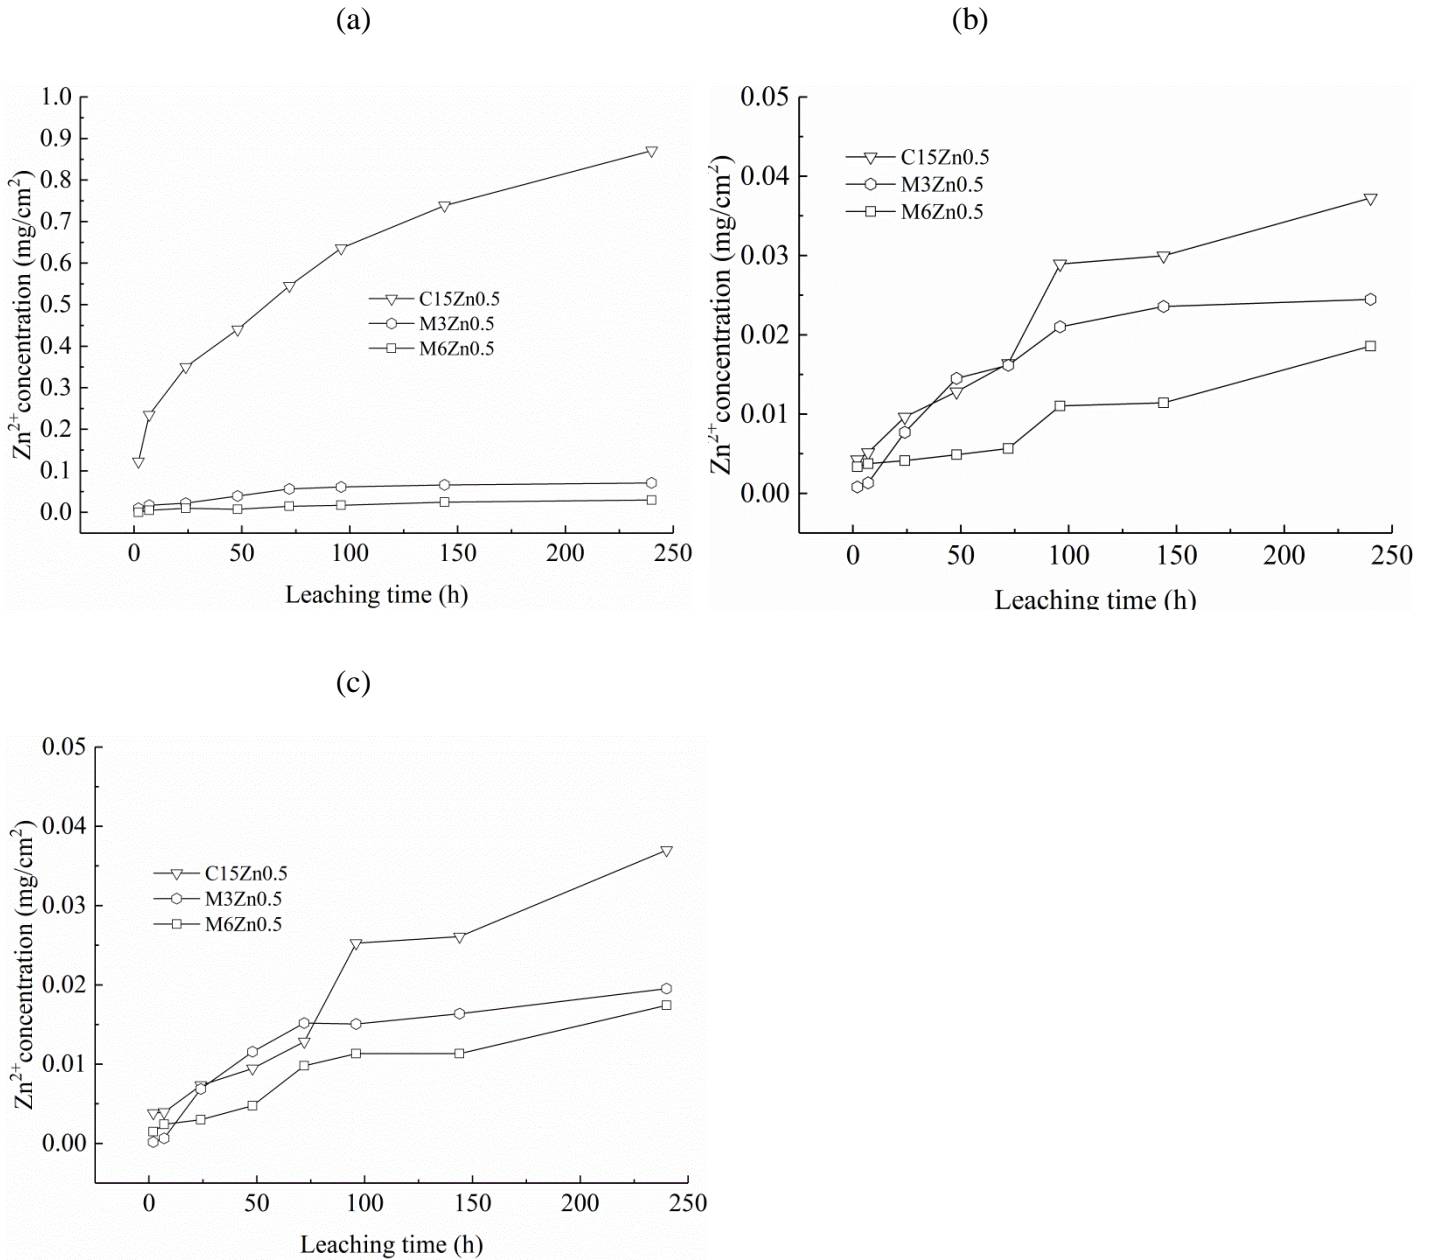 (a)
1.0
0.9
0.8
0.7
0.6
0.5
0.4
0.3
0.2
0.1
0.0
Zn²⁺concentration (mg/cm²)
C15Zn0.5
M3Zn0.5
M6Zn0.5
0 50 100 150 200 250
Leaching time (h)
(b)
0.05
0.04
0.03
0.02
0.01
0.00
Zn²⁺concentration (mg/cm²)
C15Zn0.5
M3Zn0.5
M6Zn0.5
0 50 100 150 200 250
Leaching time (h)
(c)
0.05
0.04
0.03
0.02
0.01
0.00
Zn²⁺concentration (mg/cm²)
C15Zn0.5
M3Zn0.5
M6Zn0.5
0 50 100 150 200 250
Leaching time (h)